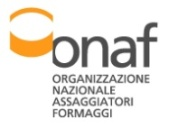 onaf
ORGANIZZAZIONE
NAZIONALE
ASSAGGIATORI
FORMAGGI